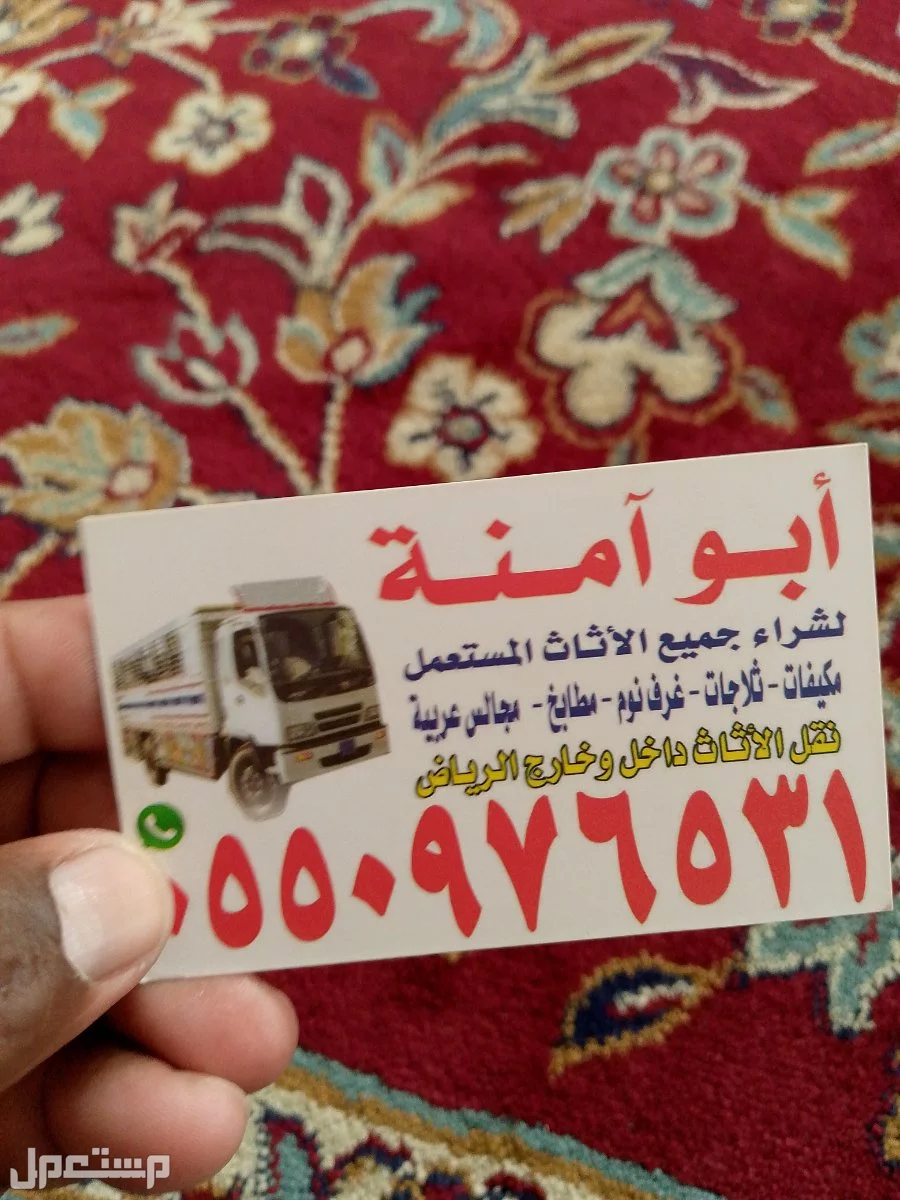 أبو آمنة
لشراء جميع الأثاث المستعمل
مكيفات - ثلاجات - غرف نوم - مطابخ - مجالس عربية
نقل الأثاث داخل وخارج الرياض
٠٥٥٠٩٧٦٥٣١
مستعمل